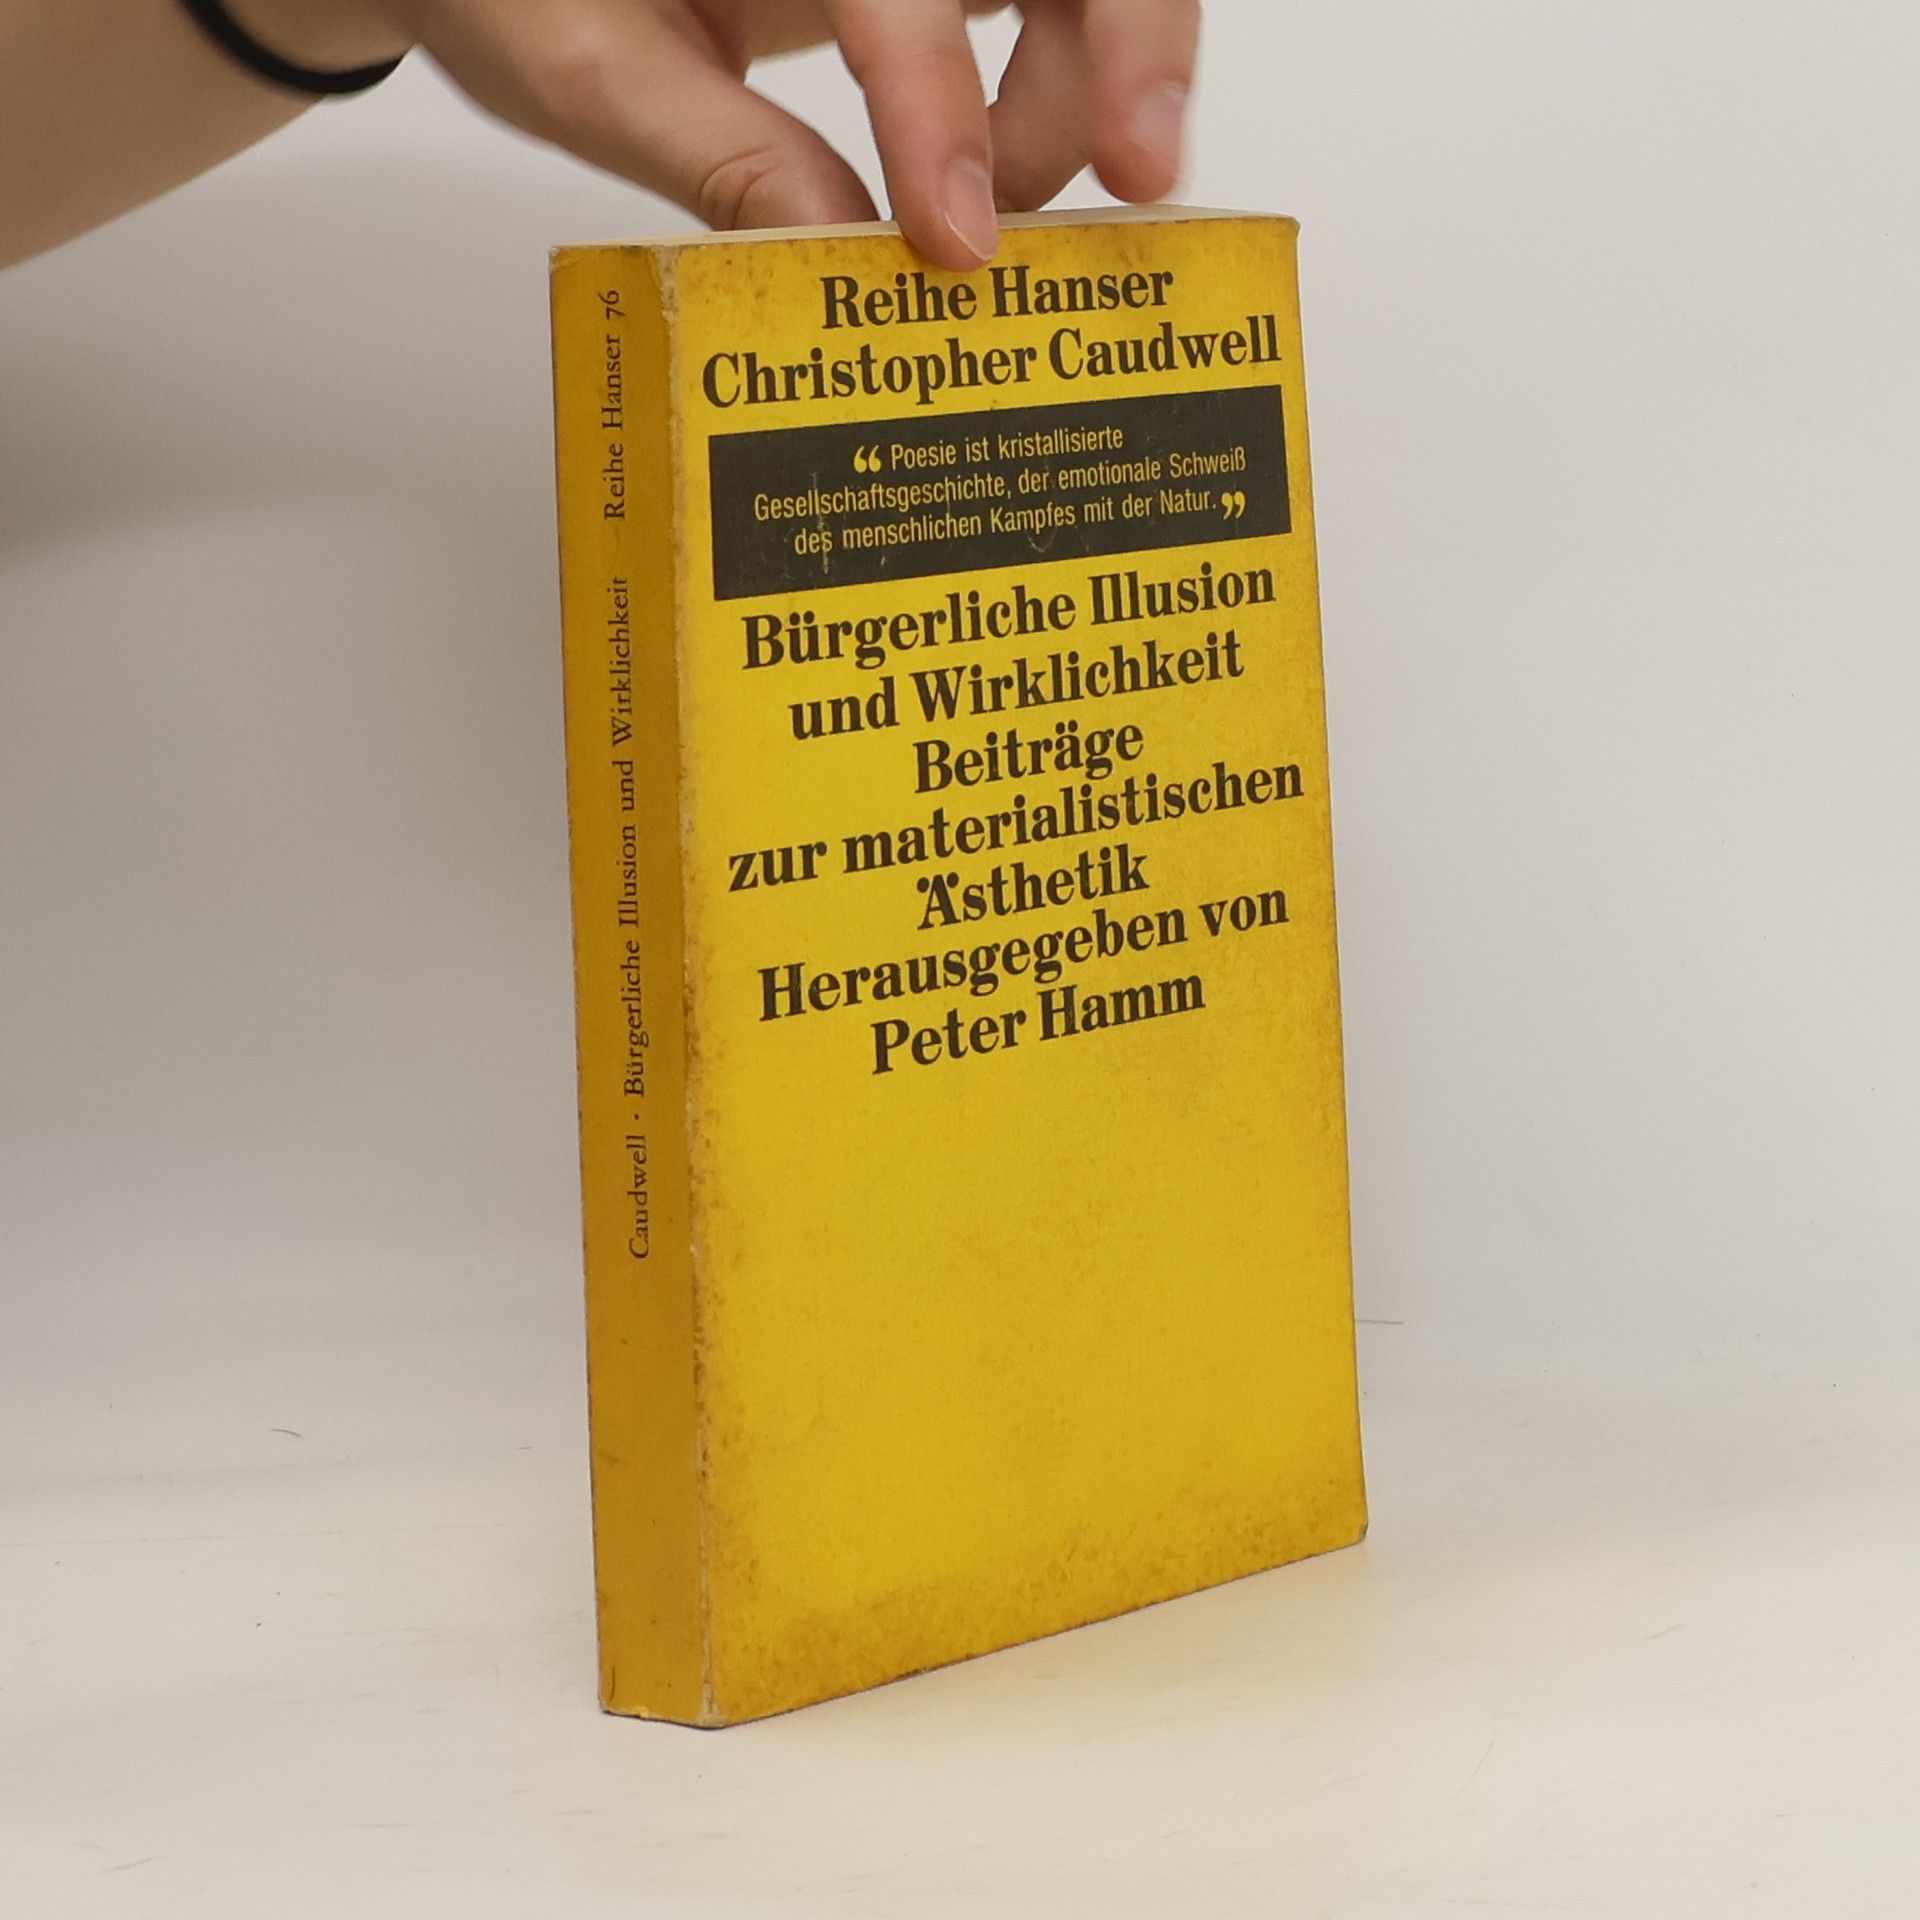 Reihe Hanser
Christopher Caudwell
“ Poesie ist kristallisierte
Gesellschaftsgeschichte, der emotionale Schweiß
des menschlichen Kampfes mit der Natur. ”
Bürgerliche Illusion
und Wirklichkeit
Beiträge
zur materialistischen
Ästhetik
Herausgegeben von
Peter Hamm
Caudwell · Bürgerliche Illusion und Wirklichkeit Reihe Hanser 76